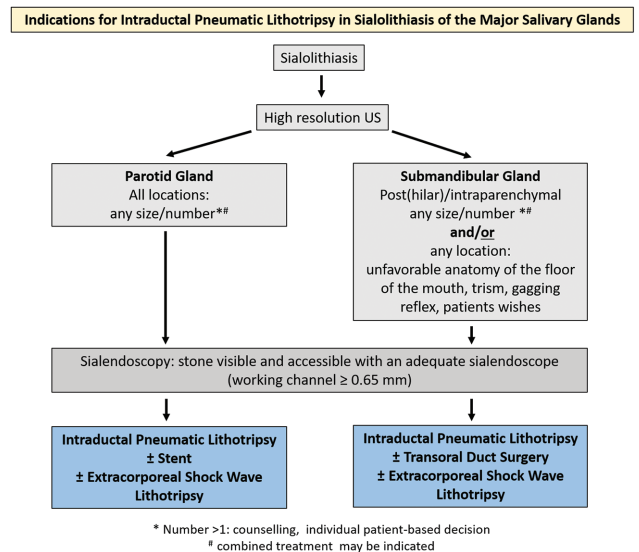 Indications for Intraductal Pneumatic Lithotripsy in Sialolithiasis of the Major Salivary Glands
Sialolithiasis
High resolution US
Parotid Gland
All locations:
any size/number*#
Submandibular Gland
Post(hilar)/intraparenchymal
any size/number *#
and/or
any location:
unfavorable anatomy of the floor
of the mouth, trism, gagging
reflex, patients wishes
Sialendoscopy: stone visible and accessible with an adequate sialendoscope
(working channel ≥ 0.65 mm)
Intraductal Pneumatic Lithotripsy
± Stent
± Extracorporeal Shock Wave
Lithotripsy
Intraductal Pneumatic Lithotripsy
± Transoral Duct Surgery
± Extracorporeal Shock Wave
Lithotripsy
* Number >1: counselling, individual patient-based decision
# combined treatment may be indicated